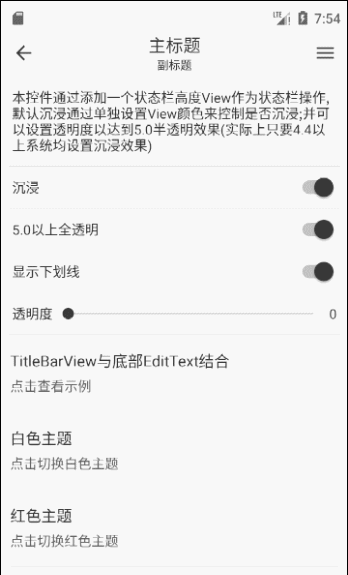 LTE 7:54
主标题
副标题
本控件通过添加一个状态栏高度View作为状态栏操作,
默认沉浸通过单独设置View颜色来控制是否沉浸;并可
以设置透明度以达到5.0半透明效果(实际上只要4.4以
上系统均设置沉浸效果)
沉浸
5.0以上全透明
显示下划线
透明度 0
TitleBarView与底部EditText结合
点击查看示例
白色主题
点击切换白色主题
红色主题
点击切换红色主题